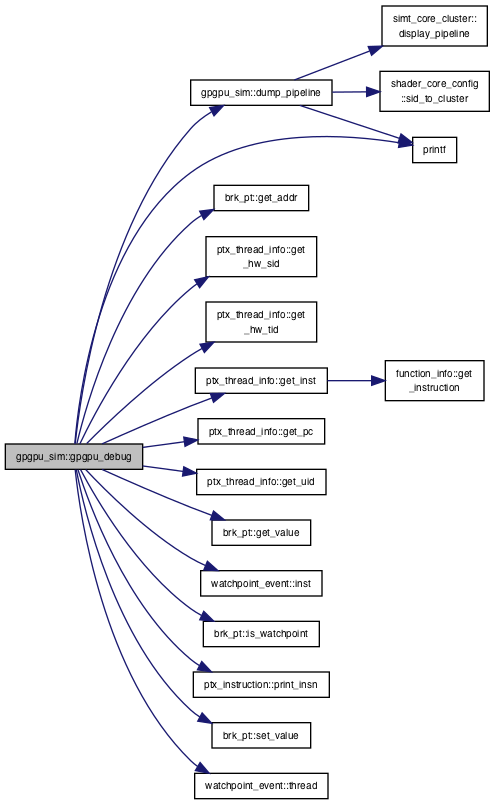 simt_core_cluster::
display_pipeline
gpgpu_sim::dump_pipeline
shader_core_config
::sid_to_cluster
printf
brk_pt::get_addr
ptx_thread_info::get
_hw_sid
ptx_thread_info::get
_hw_tid
ptx_thread_info::get_inst
function_info::get
_instruction
ptx_thread_info::get_pc
gpgpu_sim::gpgpu_debug
ptx_thread_info::get_uid
brk_pt::get_value
watchpoint_event::inst
brk_pt::is_watchpoint
ptx_instruction::print_insn
brk_pt::set_value
watchpoint_event::thread